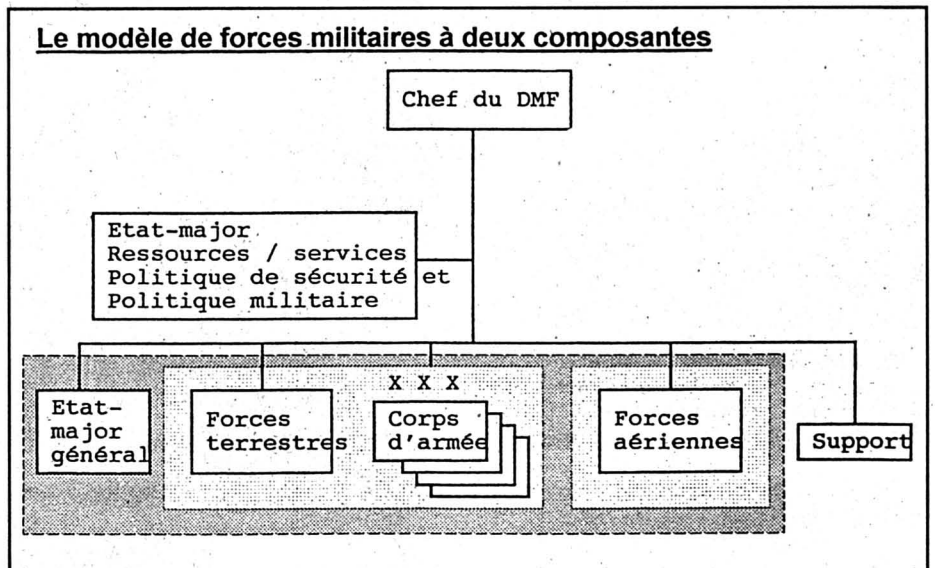 Le modèle de forces militaires à deux composantes
Chef du DMF
Etat-major
Ressources / services
Politique de sécurité et
Politique militaire
X X X
Etat-
major
général
Forces
terrestres
Corps
d'armée
Forces
aériennes
Support